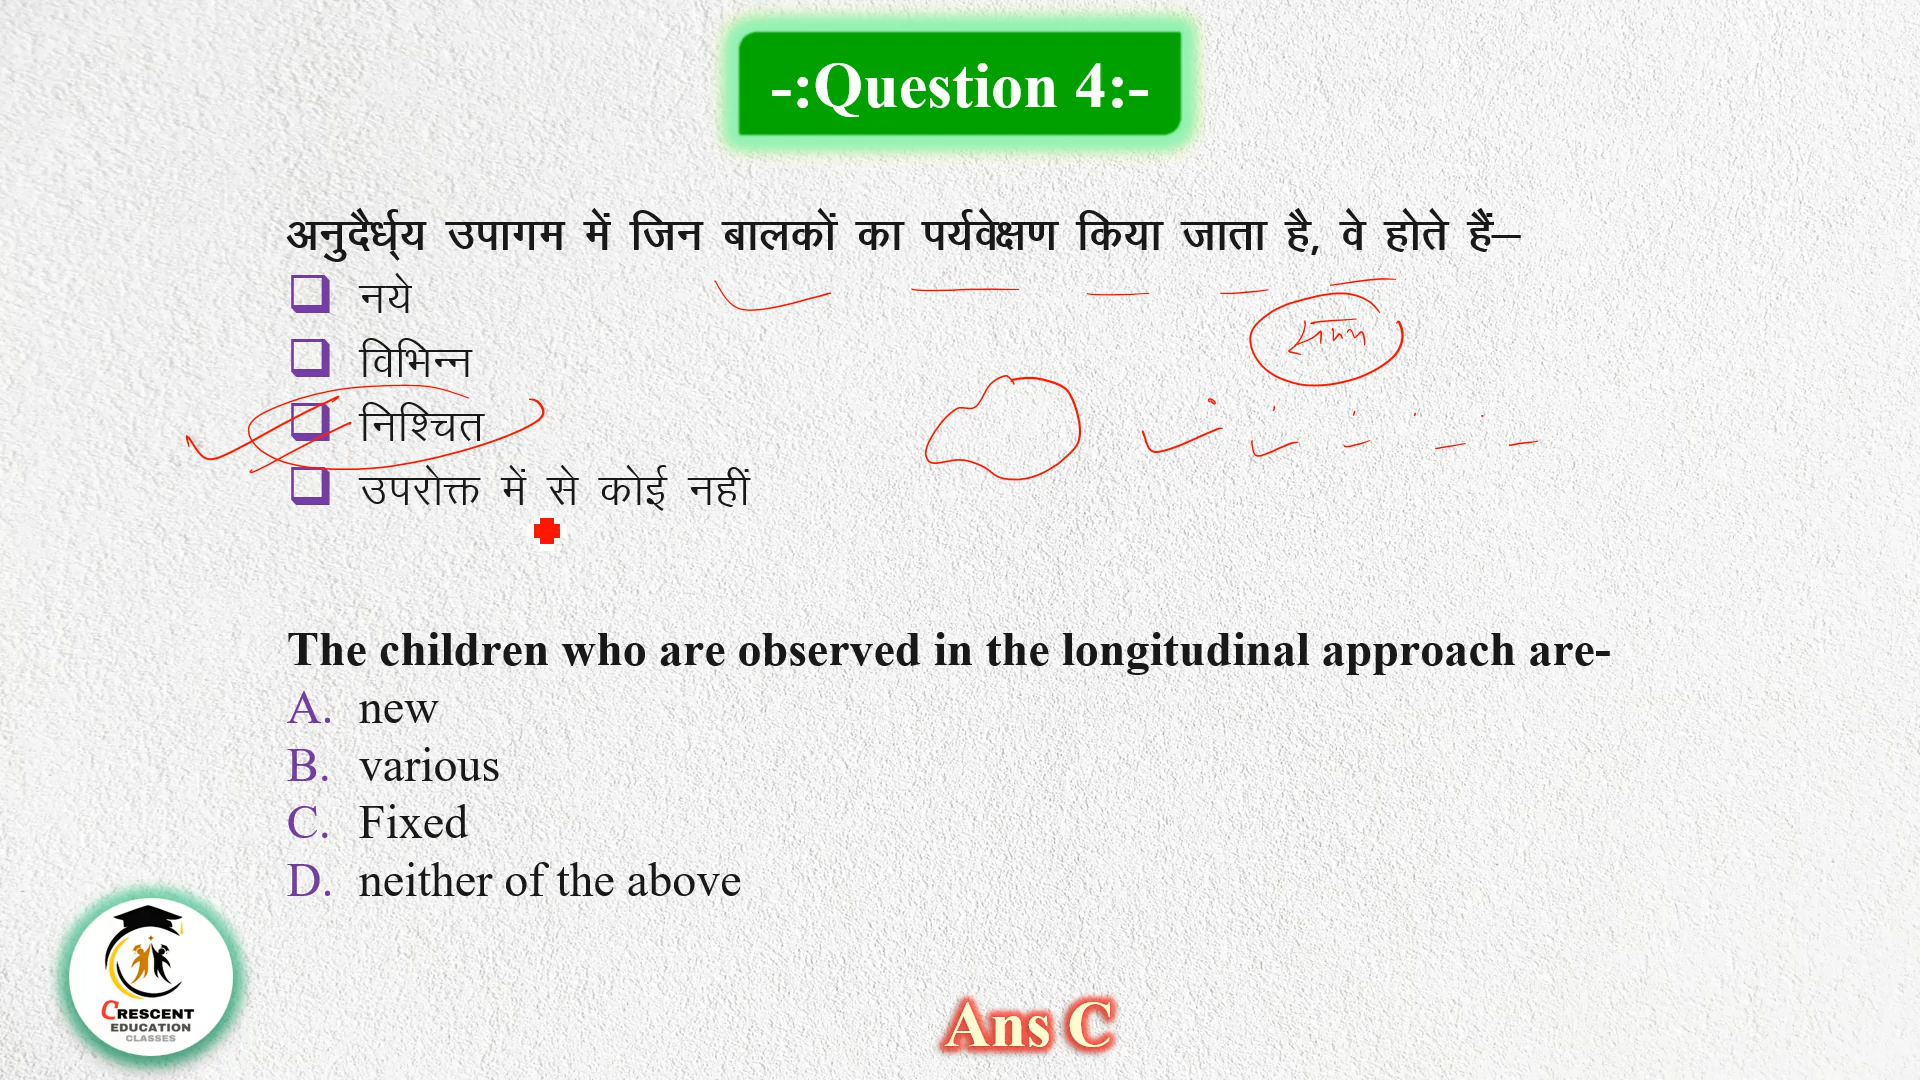 -:Question 4:-
अनुदैर्ध्य उपागम में जिन बालकों का पर्यवेक्षण किया जाता है, वे होते हैं–
नये
विभिन्न
निश्चित
उपरोक्त में से कोई नहीं
The children who are observed in the longitudinal approach are-
A. new
B. various
C. Fixed
D. neither of the above
CRESCENT
EDUCATION
CLASSES
Ans C